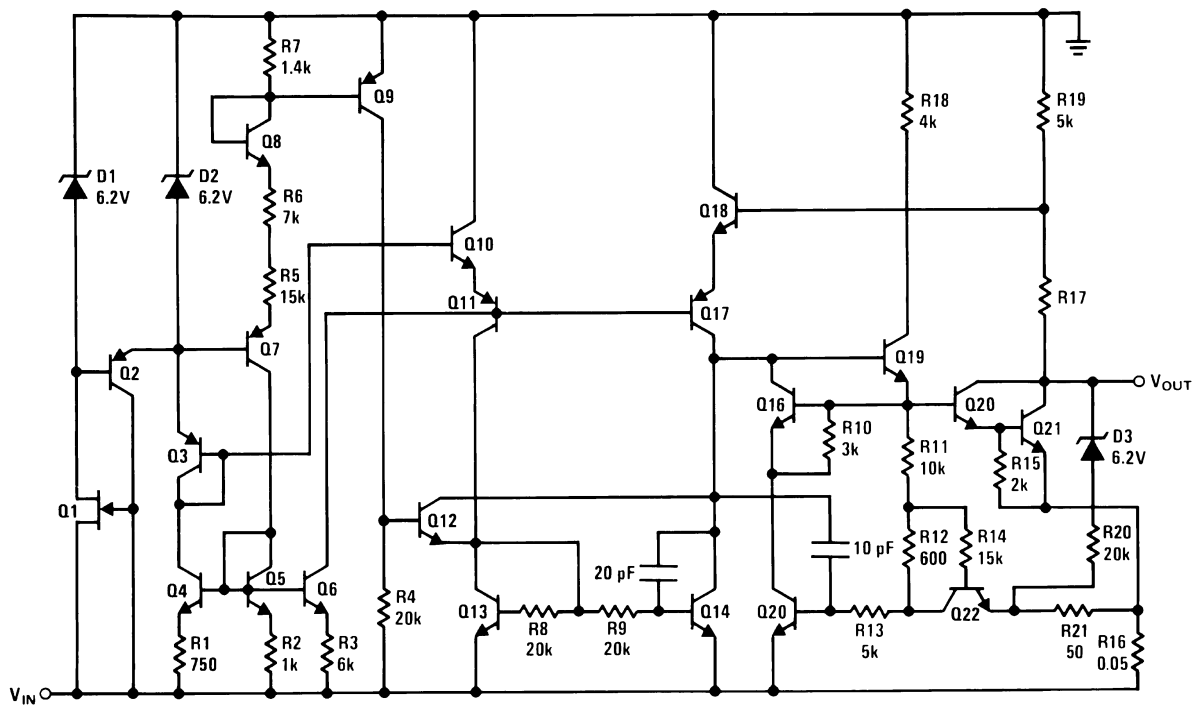 R7
1.4k
Q9
Q8
R18
4k
R19
5k
D1
6.2V
D2
6.2V
R6
7k
Q18
Q10
R5
15k
Q11
Q17
R17
Q7
Q2
Q19
VOUT
Q16
Q20
Q21
R10
3k
R11
10k
R15
2k
D3
6.2V
Q3
Q1
Q12
10 pF
R12
600
R14
15k
R20
20k
20 pF
Q4
Q5
Q6
R4
20k
Q13
R8
20k
R9
20k
Q14
Q20
R13
5k
Q22
R21
50
R16
0.05
R1
750
R2
1k
R3
6k
VIN